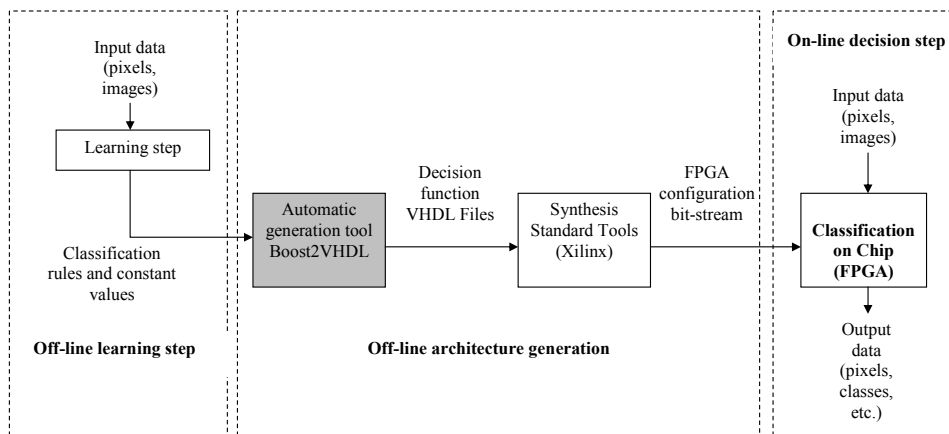 Input data
(pixels,
images)
Learning step
Classification
rules and constant
values
Off-line learning step
Automatic
generation tool
Boost2VHDL
Decision
function
VHDL Files
Synthesis
Standard Tools
(Xilinx)
FPGA
configuration
bit-stream
Off-line architecture generation
On-line decision step
Input data
(pixels,
images)
Classification
on Chip
(FPGA)
Output
data
(pixels,
classes,
etc.)